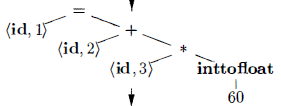 =
⟨id, 1⟩
+
⟨id, 2⟩
*
⟨id, 3⟩
inttofloat
60